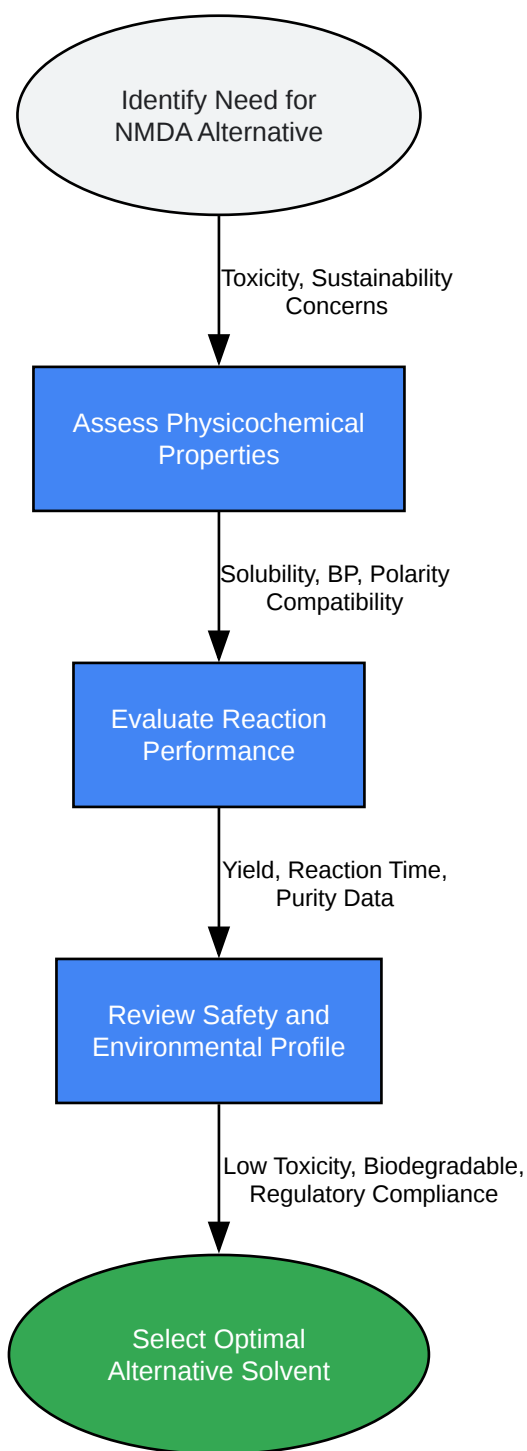 Identify Need for
NMDA Alternative
Toxicity, Sustainability
Concerns
Assess Physicochemical
Properties
Solubility, BP, Polarity
Compatibility
Evaluate Reaction
Performance
Yield, Reaction Time,
Purity Data
Review Safety and
Environmental Profile
Low Toxicity, Biodegradable,
Regulatory Compliance
Select Optimal
Alternative Solvent